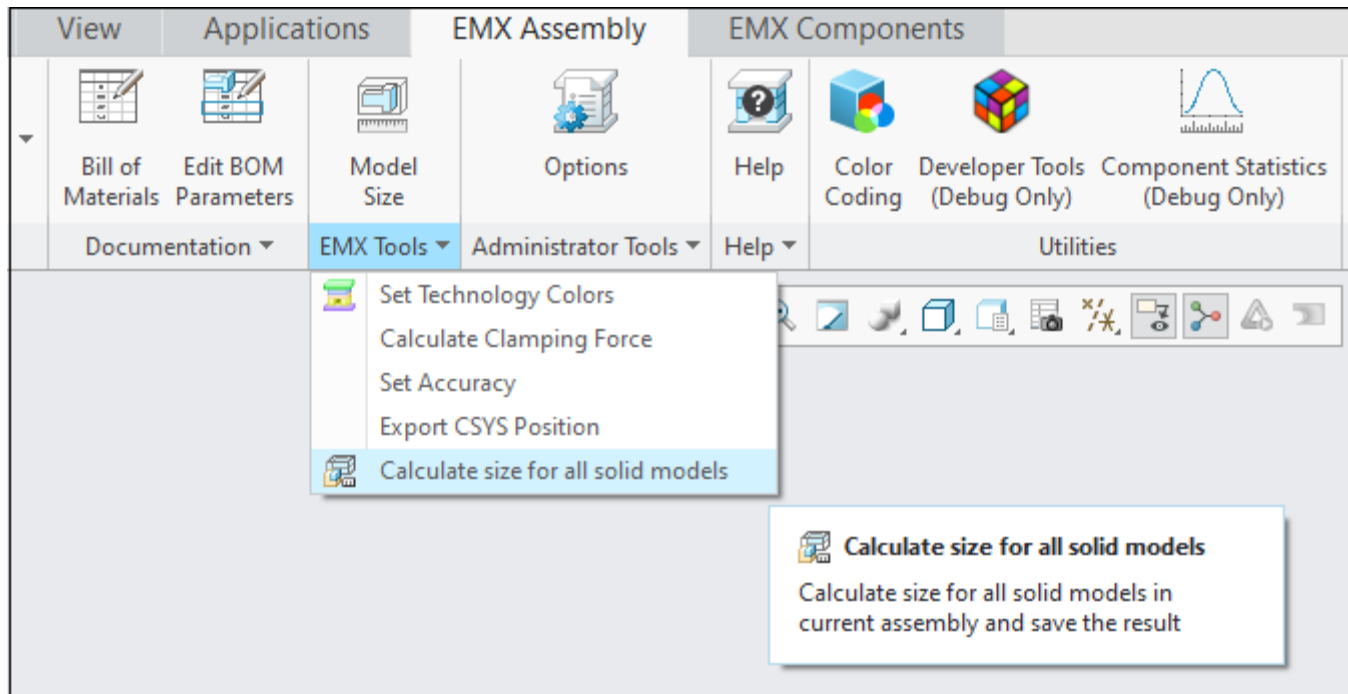 View Applications EMX Assembly EMX Components
Bill of Edit BOM Model Options Help Color Developer Tools Component Statistics
Materials Parameters Size Coding (Debug Only) (Debug Only)
Documentation EMX Tools Administrator Tools Help Utilities
Set Technology Colors
Calculate Clamping Force
Set Accuracy
Export CSYS Position
Calculate size for all solid models
Calculate size for all solid models
Calculate size for all solid models in
current assembly and save the result